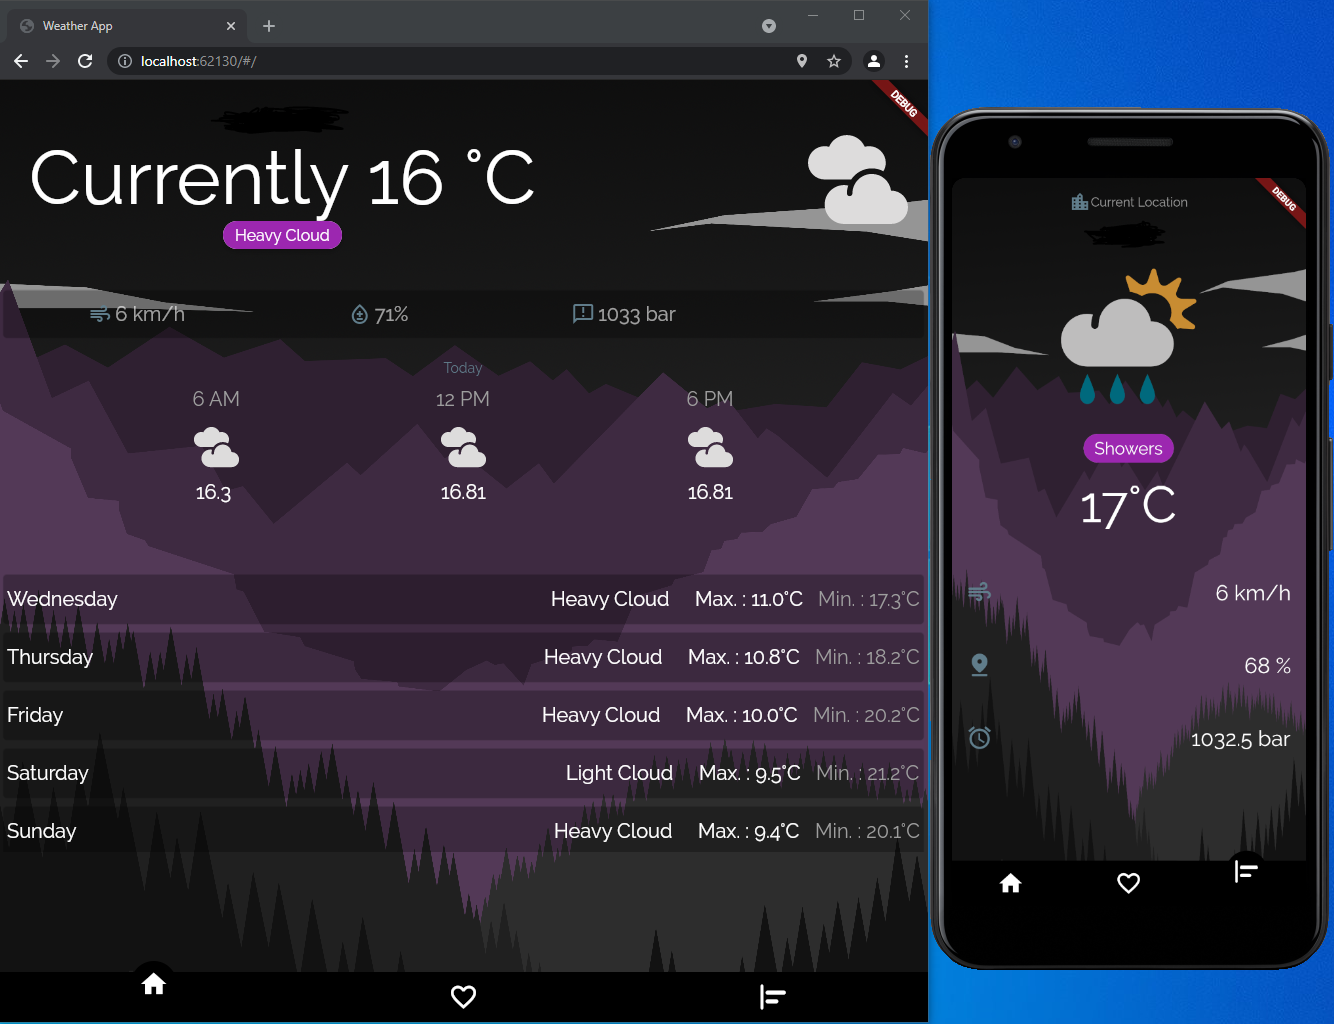 Weather App
localhost:62130/#/
DEBUG
Currently 16 °C
Heavy Cloud
6 km/h 71% 1033 bar
Today
6 AM 12 PM 6 PM
16.3 16.81 16.81
Wednesday Heavy Cloud Max. : 11.0°C Min. : 17.3°C
Thursday Heavy Cloud Max. : 10.8°C Min. : 18.2°C
Friday Heavy Cloud Max. : 10.0°C Min. : 20.2°C
Saturday Light Cloud Max. : 9.5°C Min. : 21.2°C
Sunday Heavy Cloud Max. : 9.4°C Min. : 20.1°C
DEBUG
Current Location
Showers
17°C
6 km/h
68 %
1032.5 bar